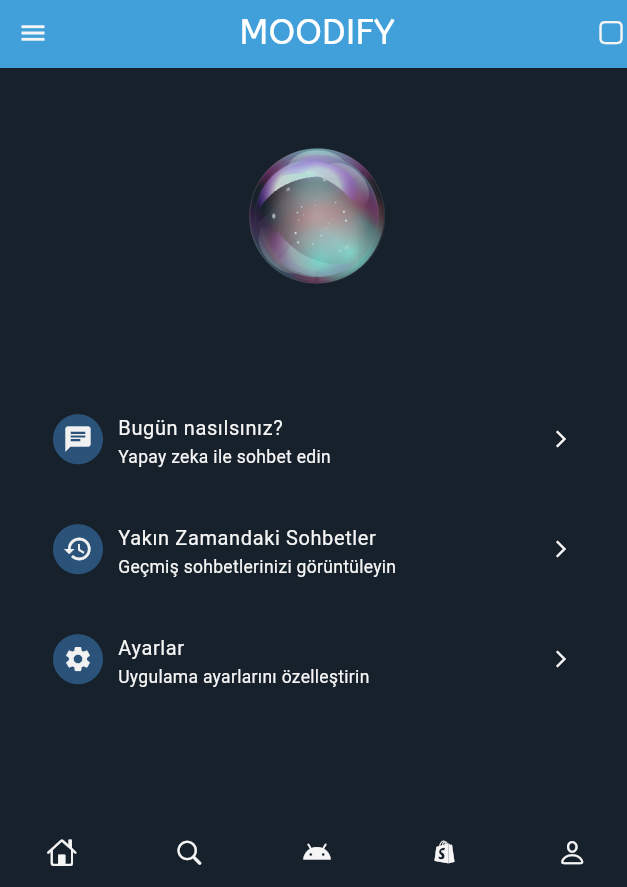 MOODIFY
Bugün nasılsınız?
Yapay zeka ile sohbet edin
Yakın Zamandaki Sohbetler
Geçmiş sohbetlerinizi görüntüleyin
Ayarlar
Uygulama ayarlarını özelleştirin